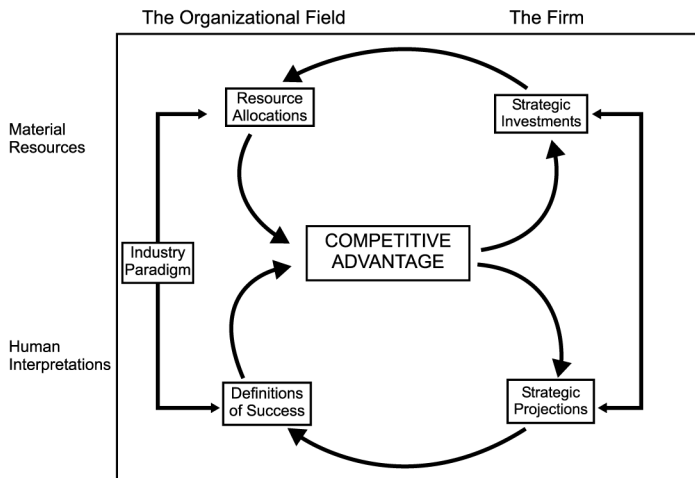 The Organizational Field
The Firm
Material
Resources
Resource
Allocations
Strategic
Investments
Industry
Paradigm
COMPETITIVE
ADVANTAGE
Human
Interpretations
Definitions
of Success
Strategic
Projections